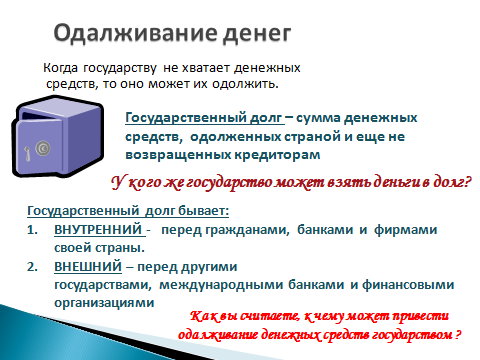 Одалживание денег
Когда государству не хватает денежных
средств, то оно может их одолжить.
Государственный долг – сумма денежных
средств, одолженных страной и еще не
возвращенных кредиторам
У кого же государство может взять деньги в долг?
Государственный долг бывает:
1. ВНУТРЕННИЙ - перед гражданами, банками и фирмами
своей страны.
2. ВНЕШНИЙ – перед другими
государствами, международными банками и финансовыми
организациями
Как вы считаете, к чему может привести
одалживание денежных средств государством ?